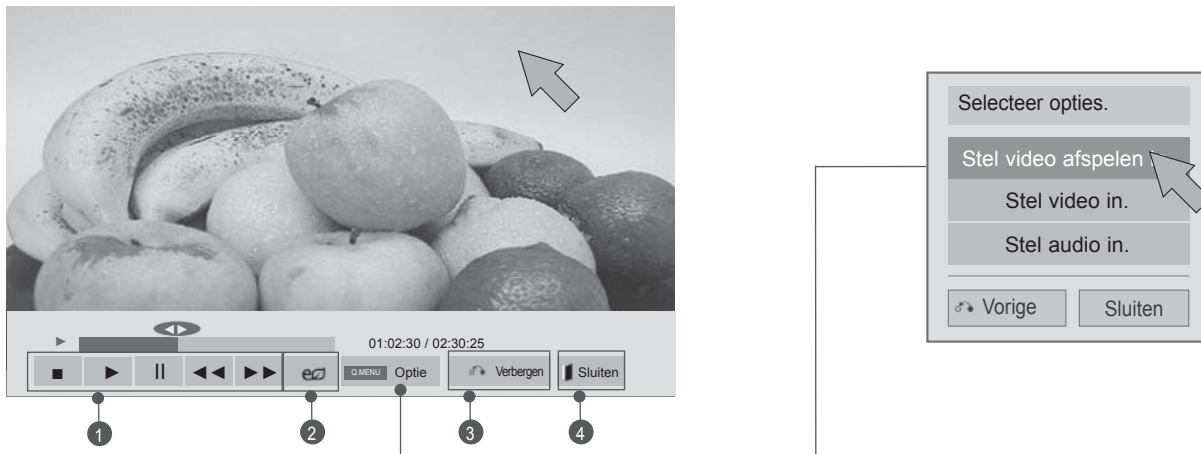 01:02:30 / 02:30:25
Q.MENU Optie
Verbergen
Sluiten
1
2
3
4
Selecteer opties.
Stel video afspelen
Stel video in.
Stel audio in.
Vorige
Sluiten